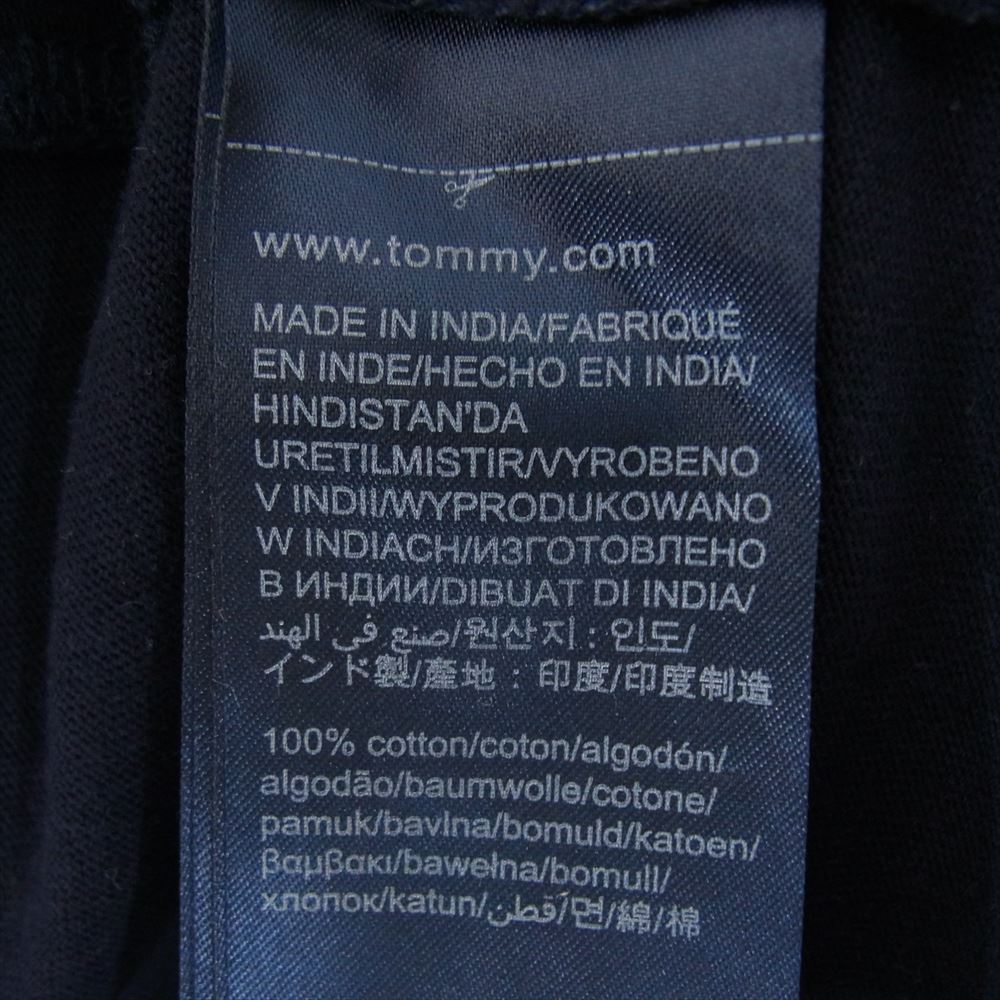 www.tommy.com
MADE IN INDIA/FABRIQUÉ
EN INDE/HECHO EN INDIA/
HINDISTAN'DA
URETILMISTIR/VYROBENO
V INDII/WYPRODUKOWANO
W INDIACH/ИЗГОТОВЛЕНО
В ИНДИИ/DIBUAT DI INDIA/
صنع في الهند/원산지 : 인도/
インド製/産地 : 印度/印度制造
100% cotton/coton/algodón/
algodão/baumwolle/cotone/
pamuk/bavlna/bomuld/katoen/
βαμβακι/bawełna/bomull/
хлопок/katun/قطن/면/綿/棉